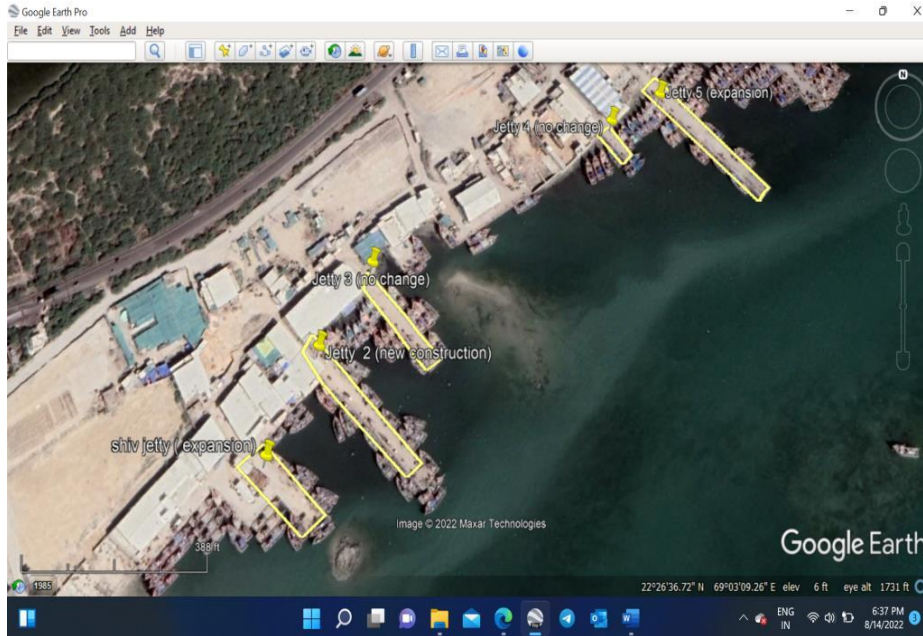 Google Earth Pro
File Edit View Tools Add Help
N
Jetty 5 (expansion)
Jetty 4 (no change)
Jetty 3 (no change)
Jetty 2 (new construction)
shiv jetty ( expansion)
Image © 2022 Maxar Technologies
388 ft
Google Earth
1985
22°26'36.72" N 69°03'09.26" E elev 6 ft eye alt 1731 ft
ENG
IN
6:37 PM
8/14/2022